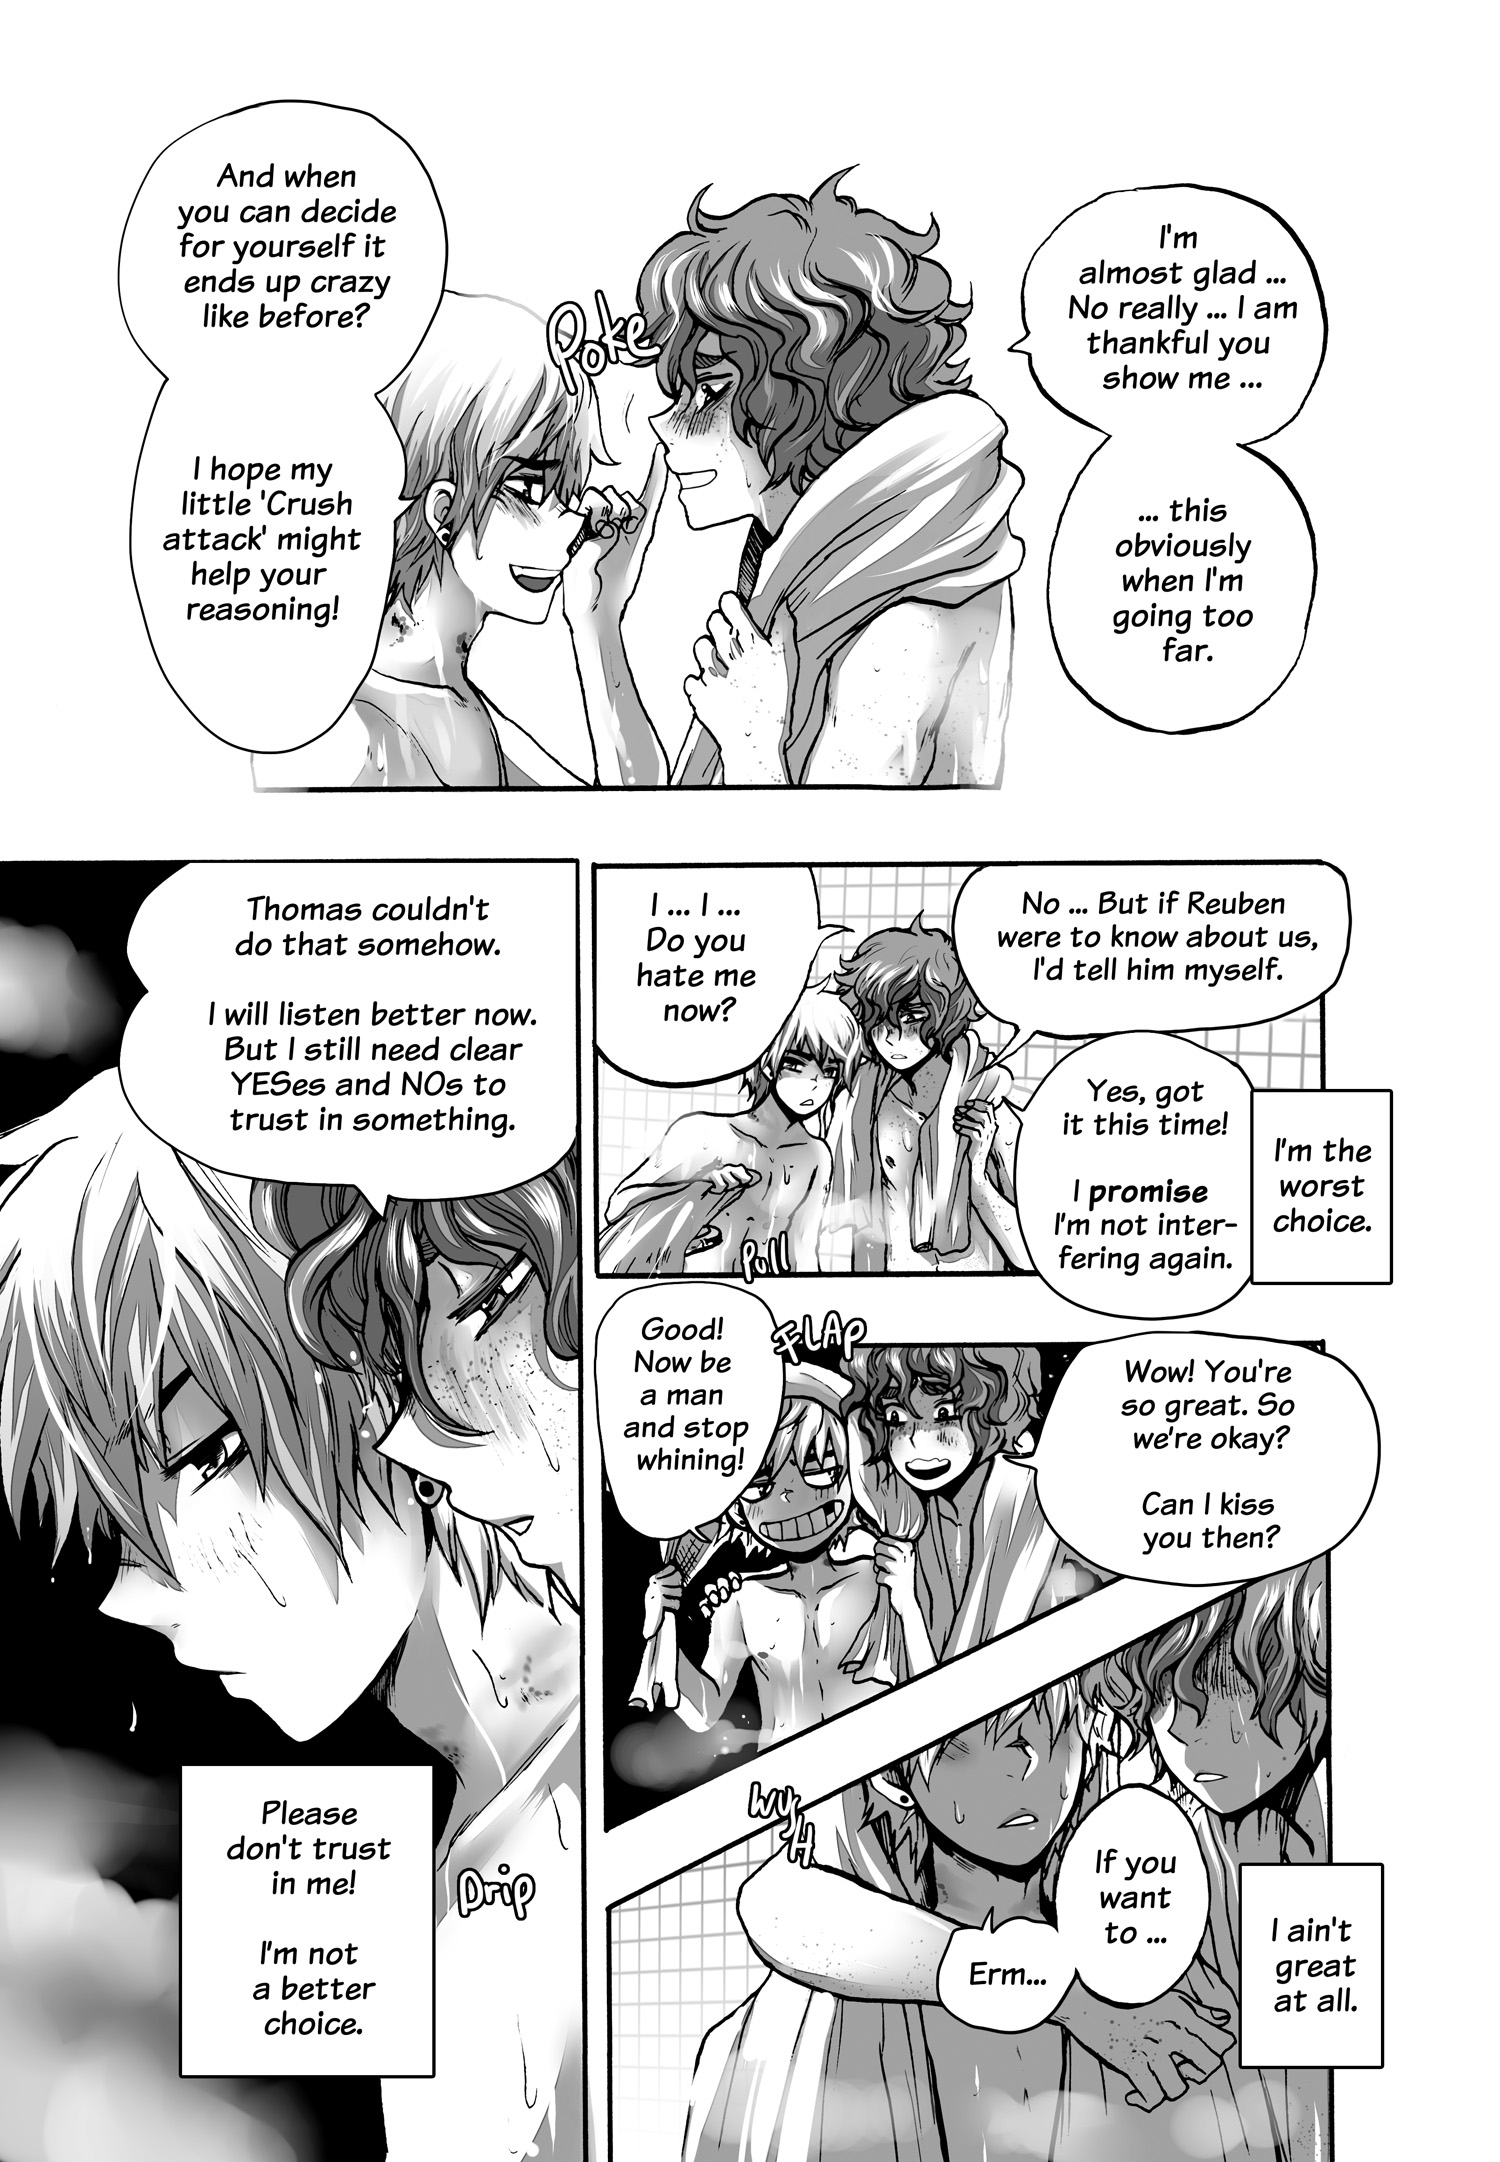 And when
you can decide
for yourself it
ends up crazy
like before?
I hope my
little 'Crush
attack' might
help your
reasoning!
Poke
I'm
almost glad ...
No really ... I am
thankful you
show me ...
... this
obviously
when I'm
going too
far.
Thomas couldn't
do that somehow.
I will listen better now.
But I still need clear
YESes and NOs to
trust in something.
Please
don't trust
in me!
I'm not
a better
choice.
Drip
I ... I ...
Do you
hate me
now?
No ... But if Reuben
were to know about us,
I'd tell him myself.
Yes, got
it this time!
I promise
I'm not inter-
fering again.
I'm the
worst
choice.
Pull
Good!
Now be
a man
and stop
whining!
FLAP
Wow! You're
so great. So
we're okay?
Can I kiss
you then?
WUSH
If you
want
to ...
Erm...
I ain't
great
at all.